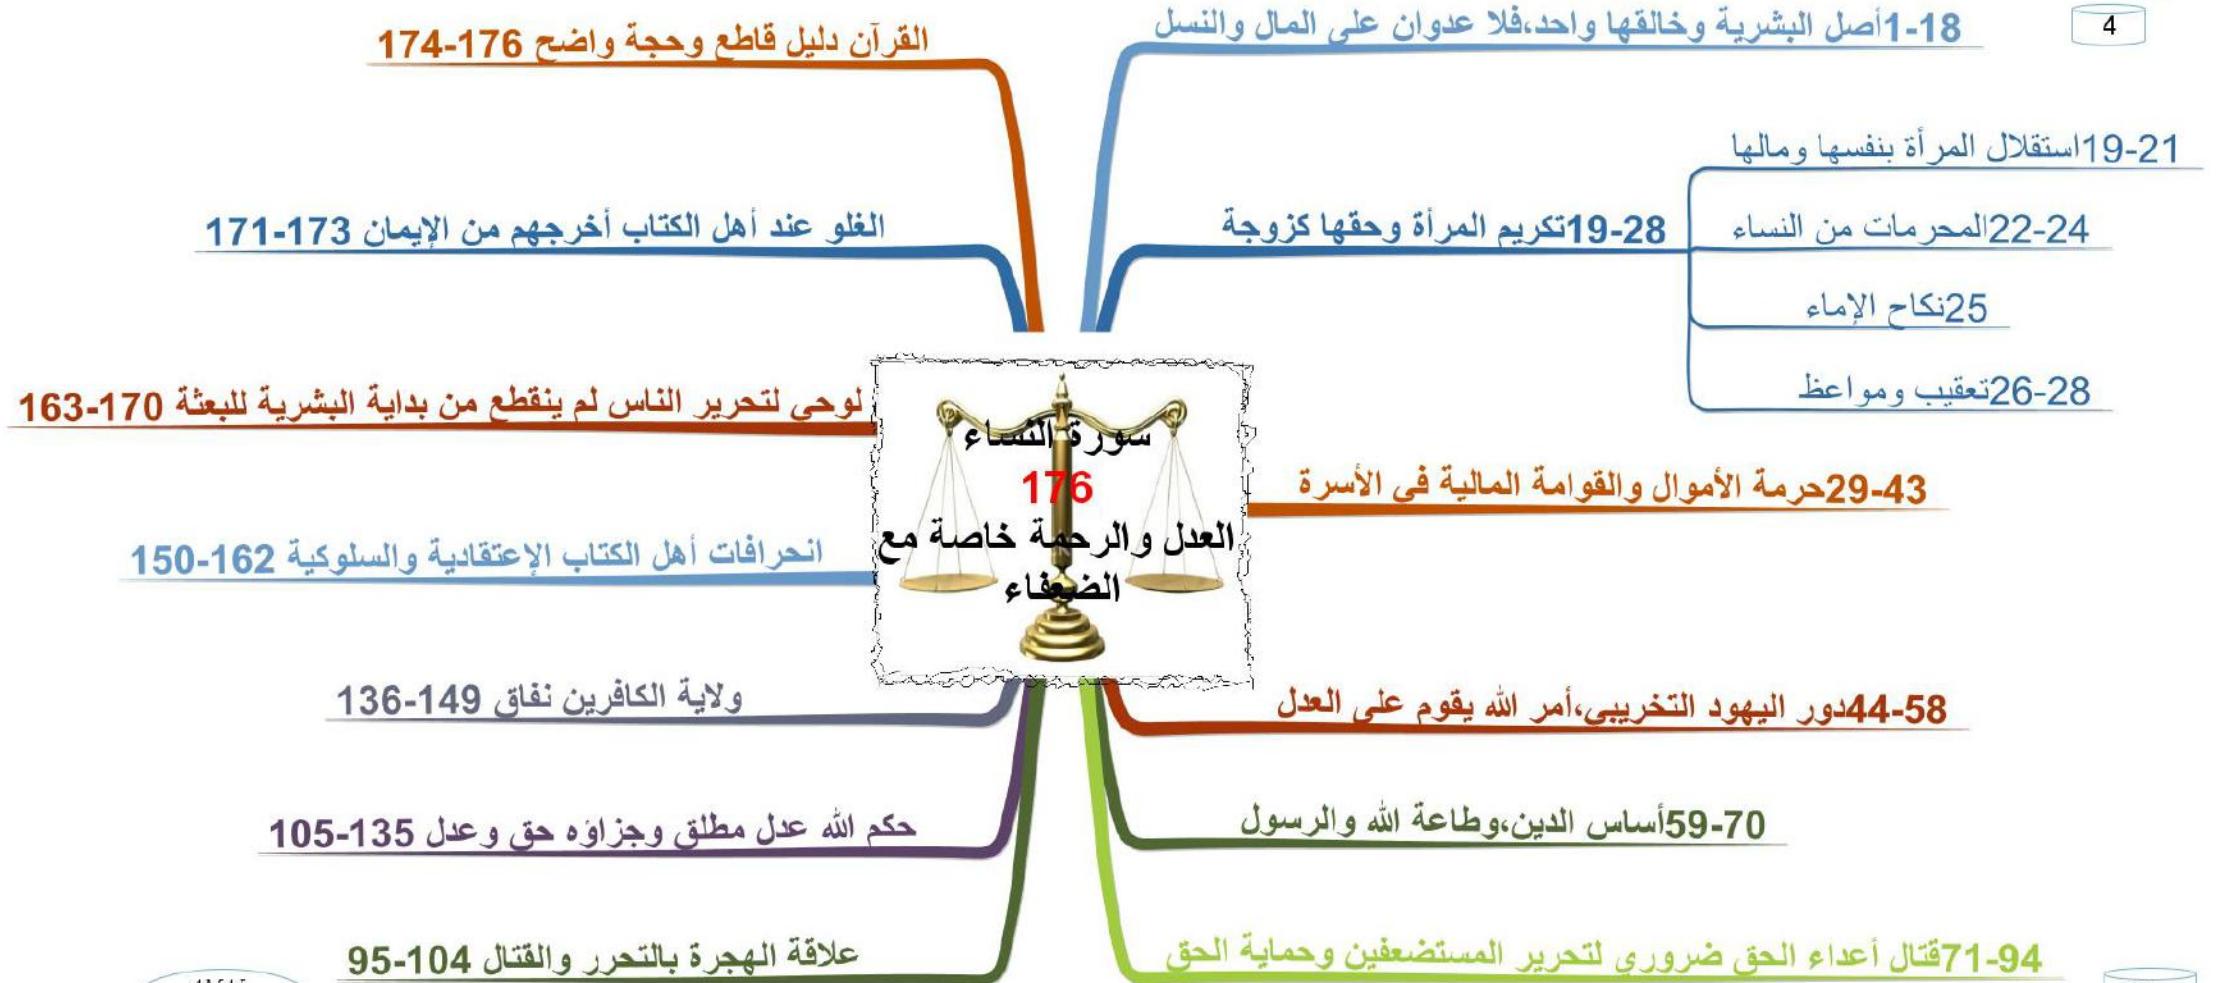 4
1-18أصل البشرية وخالقها واحد،فلا عدوان على المال والنسل
19-28تكريم المرأة وحقها كزوجة
19-21استقلال المرأة بنفسها ومالها
22-24المحرمات من النساء
25نكاح الإماء
26-28تعقيب ومواعظ
29-43حرمة الأموال والقوامة المالية في الأسرة
44-58دور اليهود التخريبي،أمر الله يقوم على العدل
59-70أساس الدين،وطاعة الله والرسول
71-94قتال أعداء الحق ضروري لتحرير المستضعفين وحماية الحق
سورة النساء
176
العدل والرحمة خاصة مع
الضعفاء
القرآن دليل قاطع وحجة واضح 174-176
الغلو عند أهل الكتاب أخرجهم من الإيمان 171-173
لوحي لتحرير الناس لم ينقطع من بداية البشرية للبعثة 163-170
انحرافات أهل الكتاب الإعتقادية والسلوكية 150-162
ولاية الكافرين نفاق 136-149
حكم الله عدل مطلق وجزاؤه حق وعدل 105-135
علاقة الهجرة بالتحرر والقتال 95-104